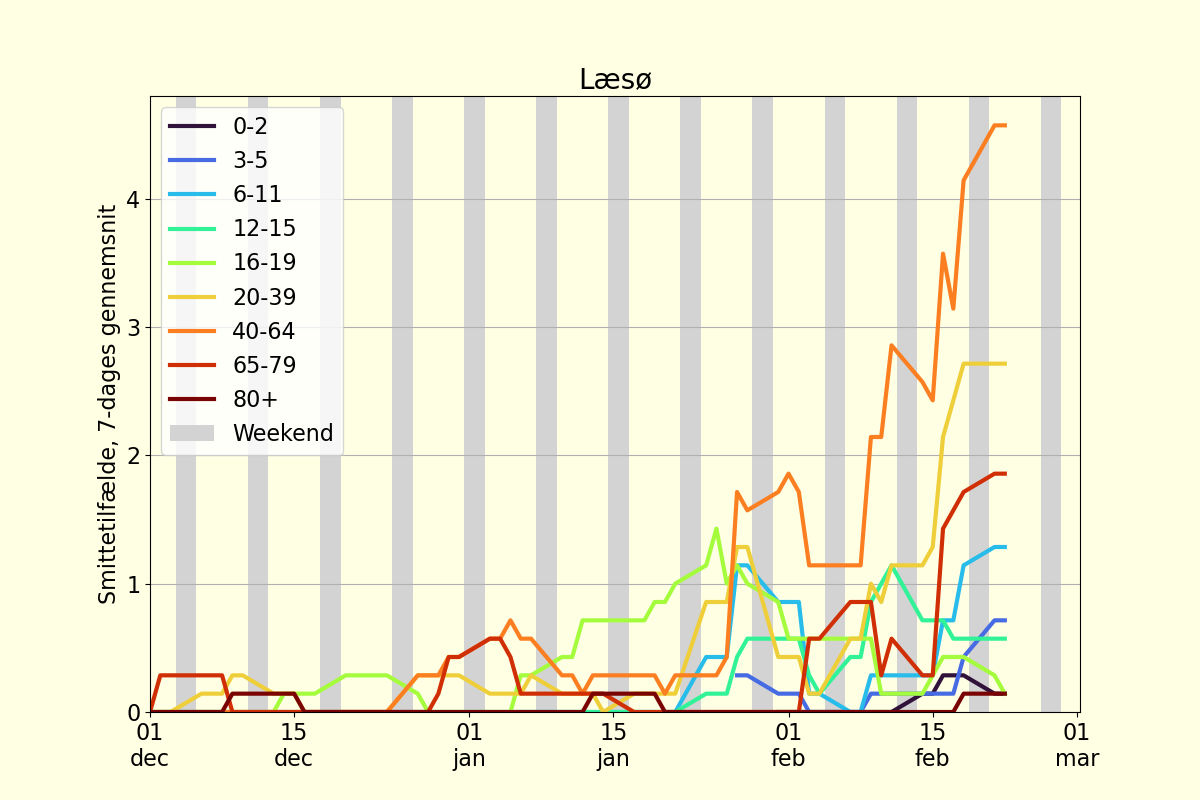 Læsø
Smittetilfælde, 7-dages gennemsnit
4
3
2
1
0
0-2
3-5
6-11
12-15
16-19
20-39
40-64
65-79
80+
Weekend
01 15 01 15 01 15 01
dec dec jan jan feb feb mar